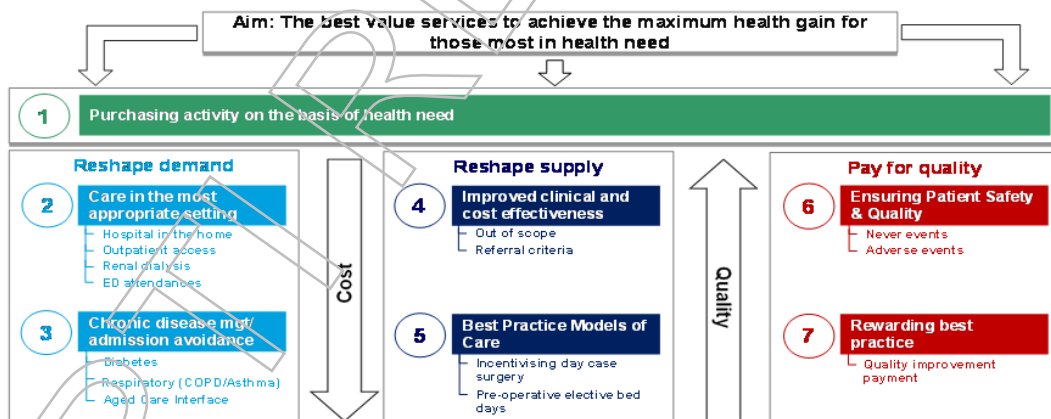 Aim: The best value services to achieve the maximum health gain for
those most in health need
1
Purchasing activity on the basis of health need
Reshape demand
2
Care in the most
appropriate setting
Hospital in the home
Outpatient access
Renal dialysis
ED attendances
3
Chronic disease mgt/
admission avoidance
Diabetes
Respiratory (COPD/Asthma)
Aged Care Interface
Cost
Reshape supply
4
Improved clinical and
cost effectiveness
Out of scope
Referral criteria
5
Best Practice Models of
Care
Incentivising day case
surgery
Pre-operative elective bed
days
Quality
Pay for quality
6
Ensuring Patient Safety
& Quality
Never events
Adverse events
7
Rewarding best
practice
Quality improvement
payment